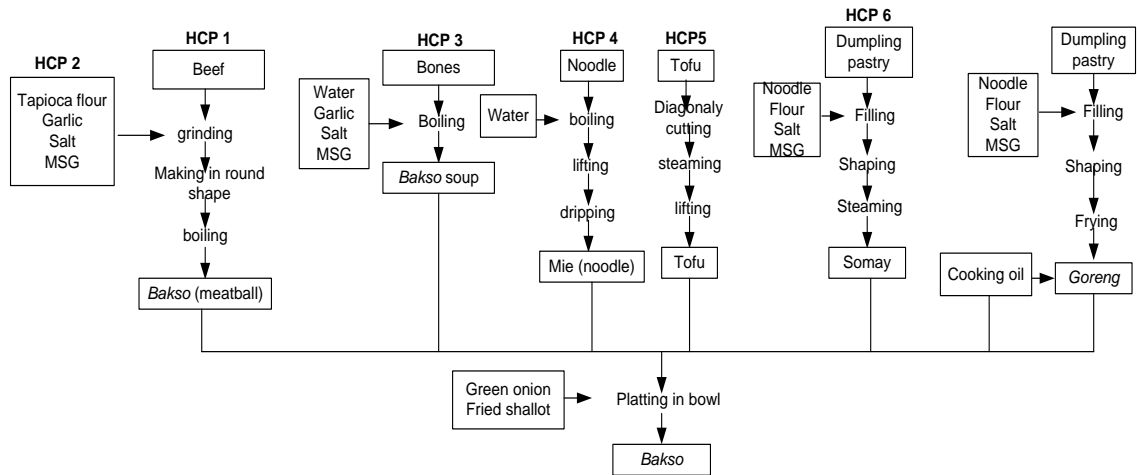 HCP 1
Beef
grinding
Making in round
shape
boiling
Bakso (meatball)
HCP 2
Tapioca flour
Garlic
Salt
MSG
HCP 3
Bones
Water
Garlic
Salt
MSG
Boiling
Bakso soup
HCP 4
Noodle
Water
boiling
lifting
dripping
Mie (noodle)
HCP5
Tofu
Diagonaly
cutting
steaming
lifting
Tofu
HCP 6
Dumpling
pastry
Noodle
Flour
Salt
MSG
Filling
Shaping
Steaming
Somay
Dumpling
pastry
Noodle
Flour
Salt
MSG
Filling
Shaping
Frying
Cooking oil
Goreng
Green onion
Fried shallot
Platting in bowl
Bakso